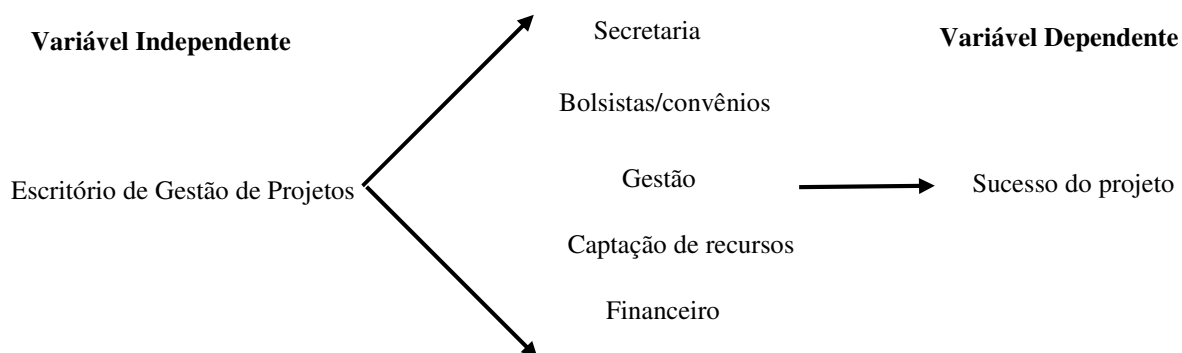 Variável Independente
Escritório de Gestão de Projetos
Secretaria
Bolsistas/convênios
Gestão
Captação de recursos
Financeiro
Variável Dependente
Sucesso do projeto